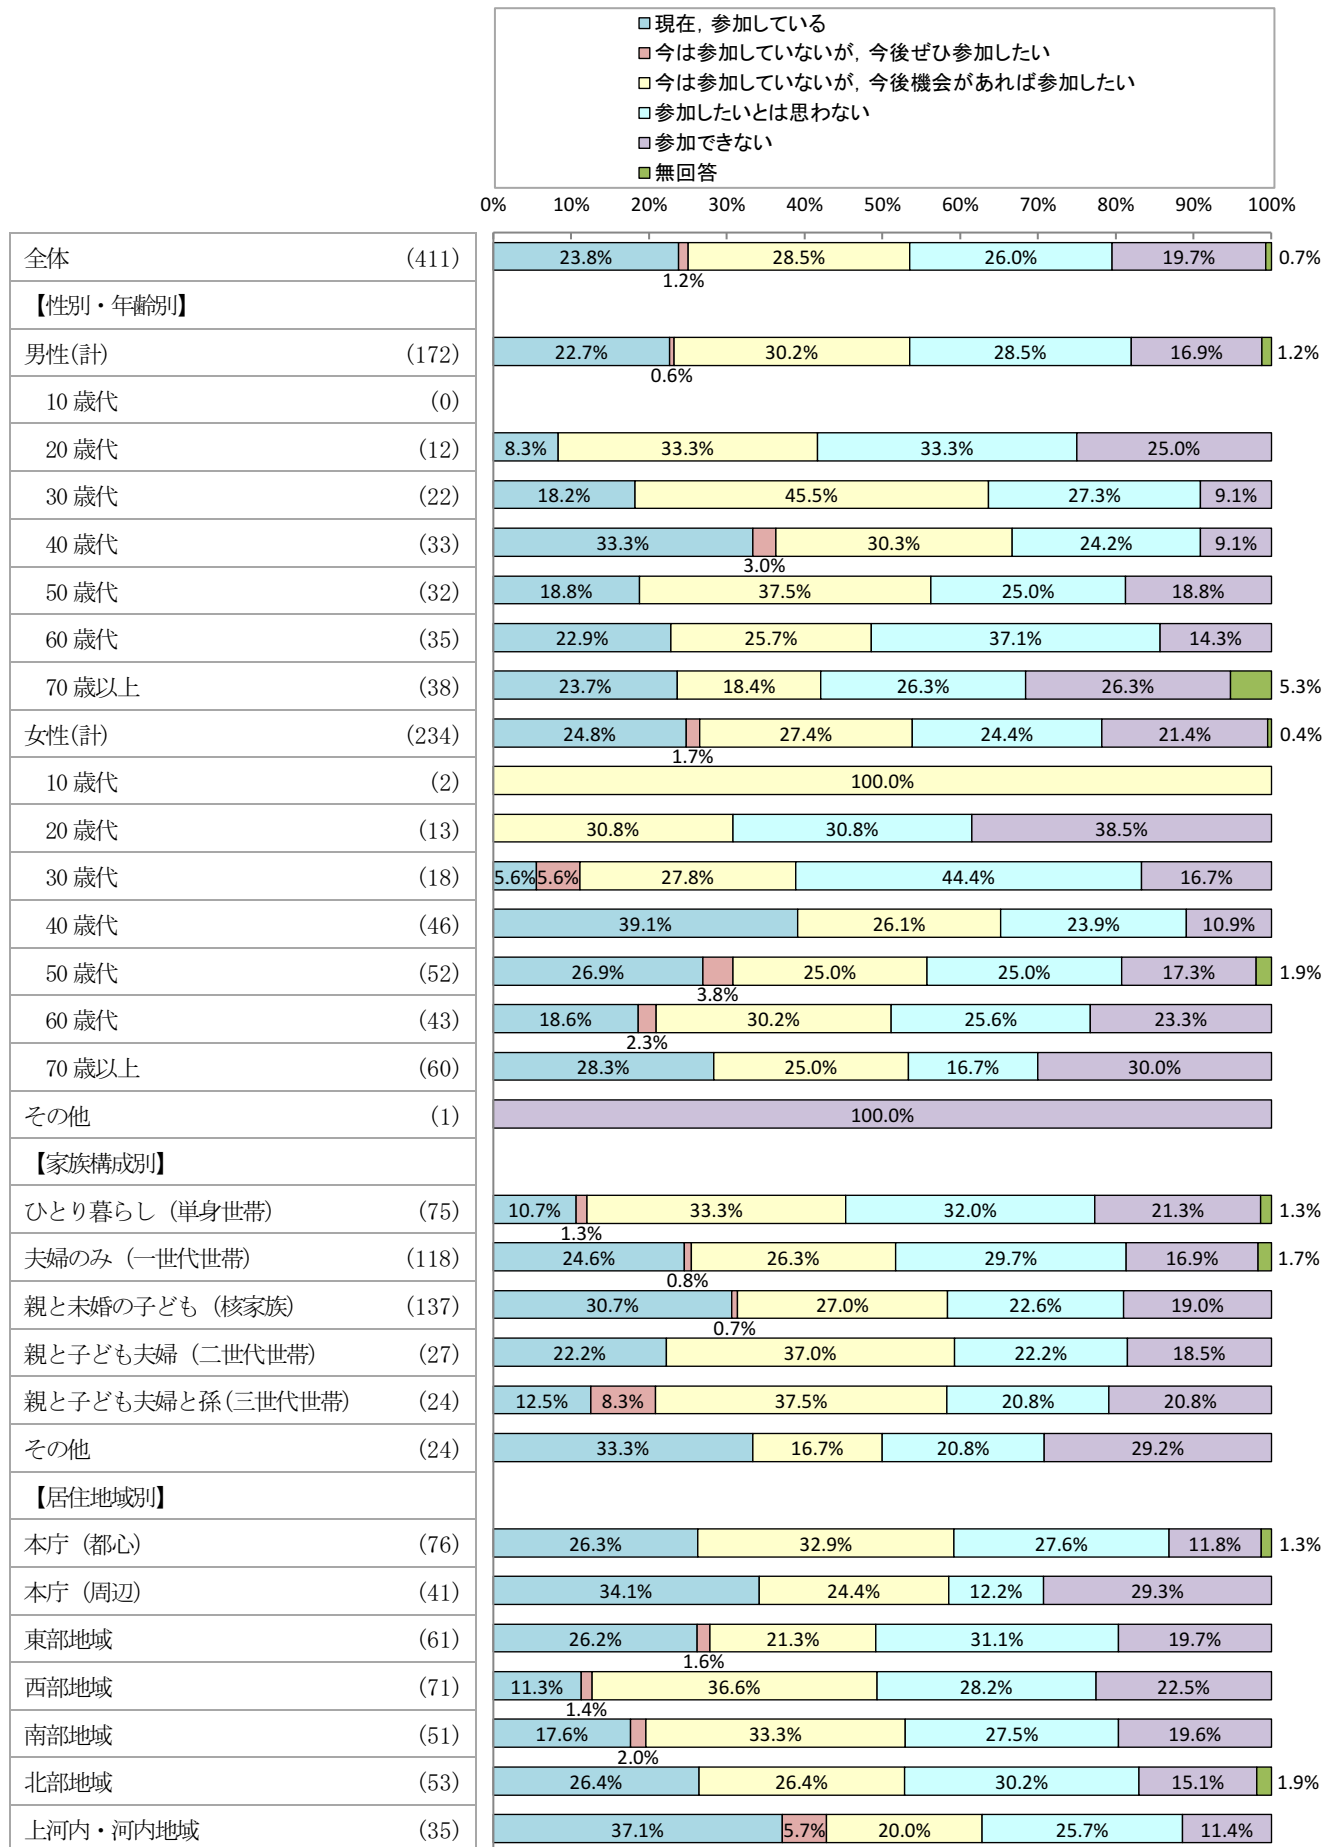 現在，参加している
今は参加していないが，今後ぜひ参加したい
今は参加していないが，今後機会があれば参加したい
参加したいとは思わない
参加できない
無回答
0% 10% 20% 30% 40% 50% 60% 70% 80% 90% 100%
全体 (411) 23.8% 1.2% 28.5% 26.0% 19.7% 0.7%
【性別・年齢別】
男性(計) (172) 22.7% 0.6% 30.2% 28.5% 16.9% 1.2%
10 歳代 (0)
20 歳代 (12) 8.3% 33.3% 33.3% 25.0%
30 歳代 (22) 18.2% 45.5% 27.3% 9.1%
40 歳代 (33) 33.3% 3.0% 30.3% 24.2% 9.1%
50 歳代 (32) 18.8% 37.5% 25.0% 18.8%
60 歳代 (35) 22.9% 25.7% 37.1% 14.3%
70 歳以上 (38) 23.7% 18.4% 26.3% 26.3% 5.3%
女性(計) (234) 24.8% 1.7% 27.4% 24.4% 21.4% 0.4%
10 歳代 (2) 100.0%
20 歳代 (13) 30.8% 30.8% 38.5%
30 歳代 (18) 5.6% 5.6% 27.8% 44.4% 16.7%
40 歳代 (46) 39.1% 26.1% 23.9% 10.9%
50 歳代 (52) 26.9% 3.8% 25.0% 25.0% 17.3% 1.9%
60 歳代 (43) 18.6% 2.3% 30.2% 25.6% 23.3%
70 歳以上 (60) 28.3% 25.0% 16.7% 30.0%
その他 (1) 100.0%
【家族構成別】
ひとり暮らし（単身世帯） (75) 10.7% 1.3% 33.3% 32.0% 21.3% 1.3%
夫婦のみ（一世代世帯） (118) 24.6% 0.8% 26.3% 29.7% 16.9% 1.7%
親と未婚の子ども（核家族） (137) 30.7% 0.7% 27.0% 22.6% 19.0%
親と子ども夫婦（二世代世帯） (27) 22.2% 37.0% 22.2% 18.5%
親と子ども夫婦と孫(三世代世帯) (24) 12.5% 8.3% 37.5% 20.8% 20.8%
その他 (24) 33.3% 16.7% 20.8% 29.2%
【居住地域別】
本庁（都心） (76) 26.3% 32.9% 27.6% 11.8% 1.3%
本庁（周辺） (41) 34.1% 24.4% 12.2% 29.3%
東部地域 (61) 26.2% 1.6% 21.3% 31.1% 19.7%
西部地域 (71) 11.3% 1.4% 36.6% 28.2% 22.5%
南部地域 (51) 17.6% 2.0% 33.3% 27.5% 19.6%
北部地域 (53) 26.4% 26.4% 30.2% 15.1% 1.9%
上河内・河内地域 (35) 37.1% 5.7% 20.0% 25.7% 11.4%